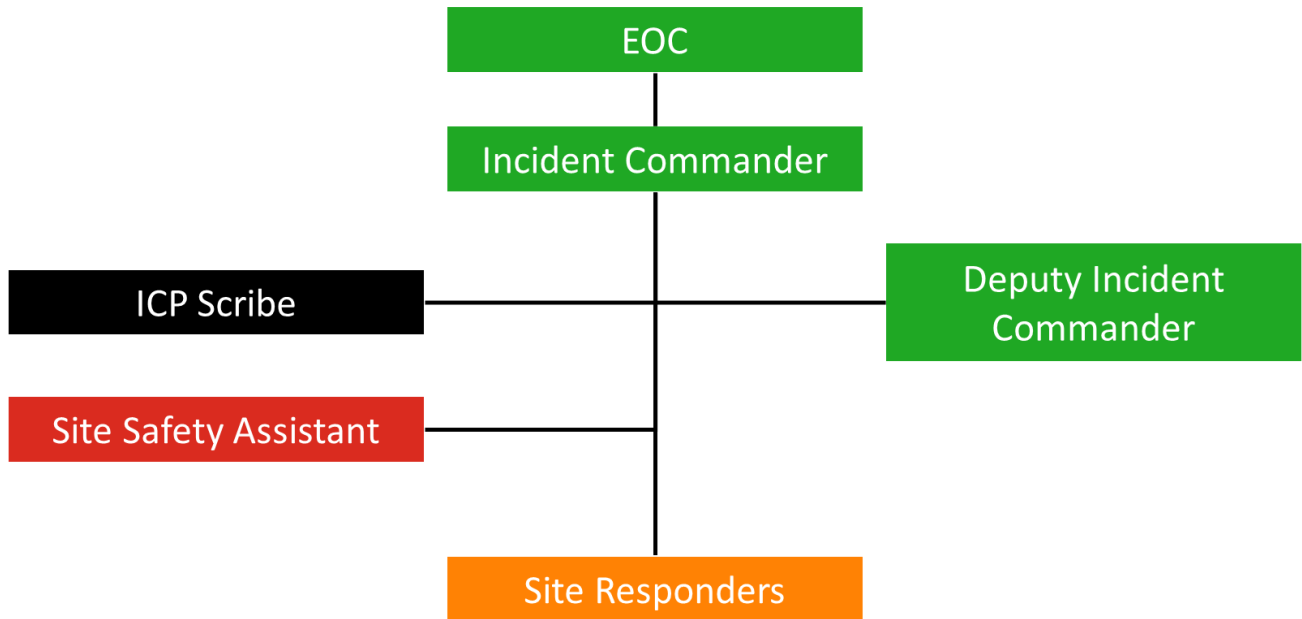 EOC
Incident Commander
ICP Scribe
Deputy Incident
Commander
Site Safety Assistant
Site Responders